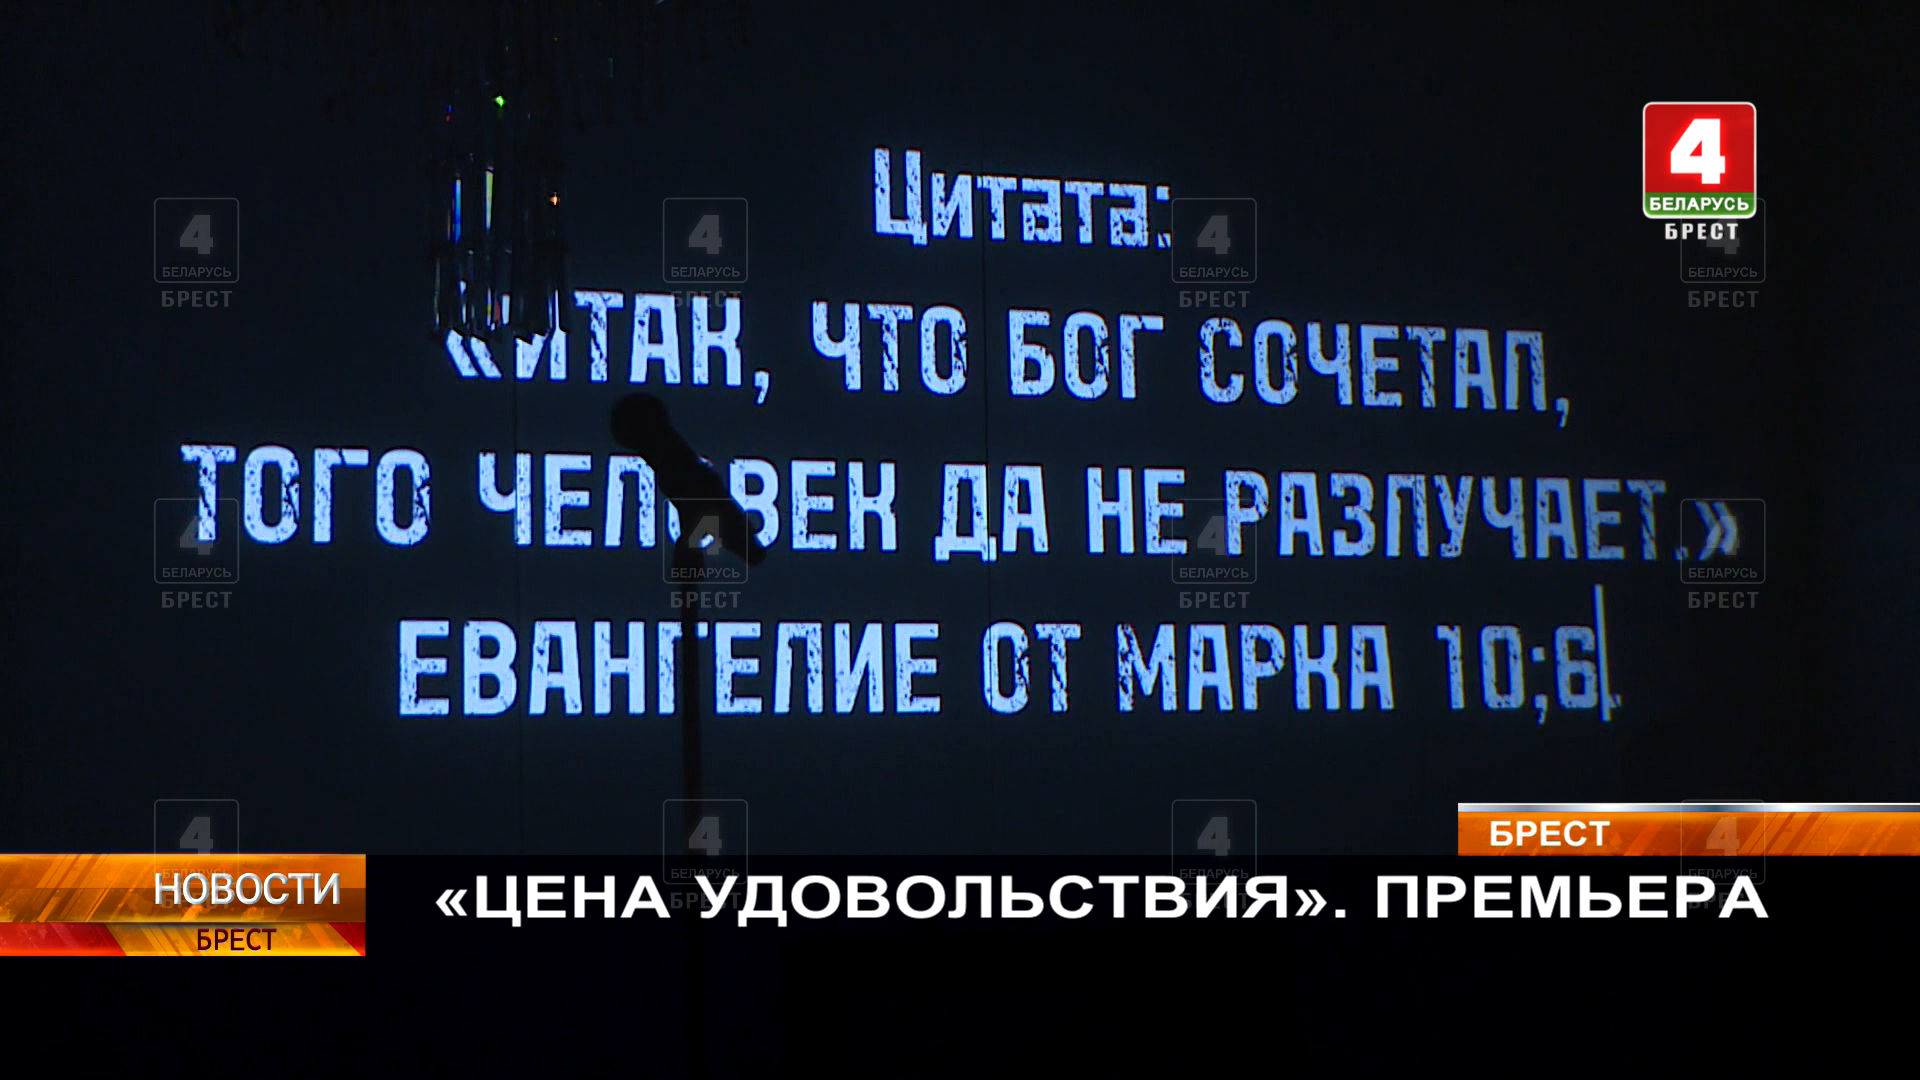 4
БЕЛАРУСЬ
БРЕСТ
Цитата:
«ИТАК, ЧТО БОГ СОЧЕТАЛ,
ТОГО ЧЕЛОВЕК ДА НЕ РАЗЛУЧАЕТ.»
ЕВАНГЕЛИЕ ОТ МАРКА 10;6
БРЕСТ
НОВОСТИ
БРЕСТ
«ЦЕНА УДОВОЛЬСТВИЯ». ПРЕМЬЕРА